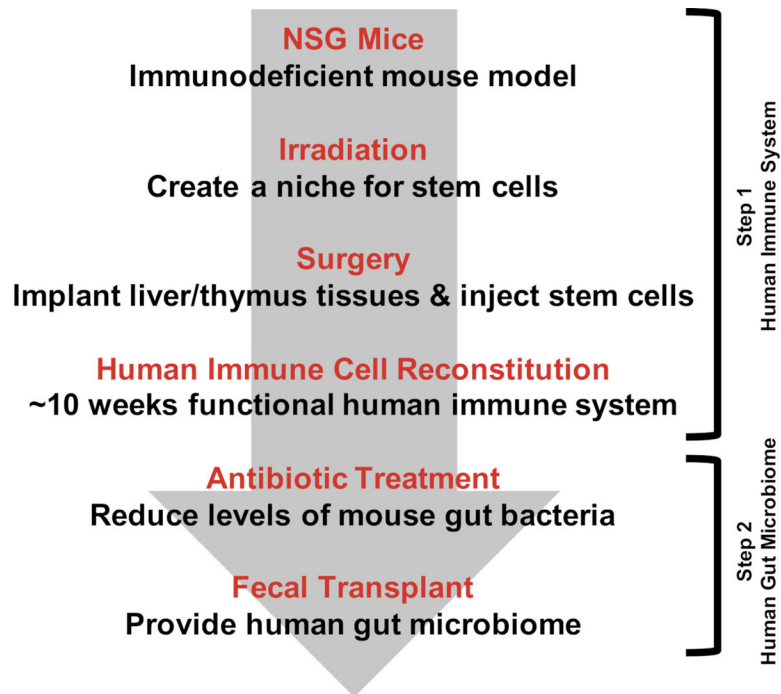 NSG Mice
Immunodeficient mouse model
Irradiation
Create a niche for stem cells
Surgery
Implant liver/thymus tissues & inject stem cells
Human Immune Cell Reconstitution
~10 weeks functional human immune system
Step 1
Human Immune System
Antibiotic Treatment
Reduce levels of mouse gut bacteria
Fecal Transplant
Provide human gut microbiome
Step 2
Human Gut Microbiome